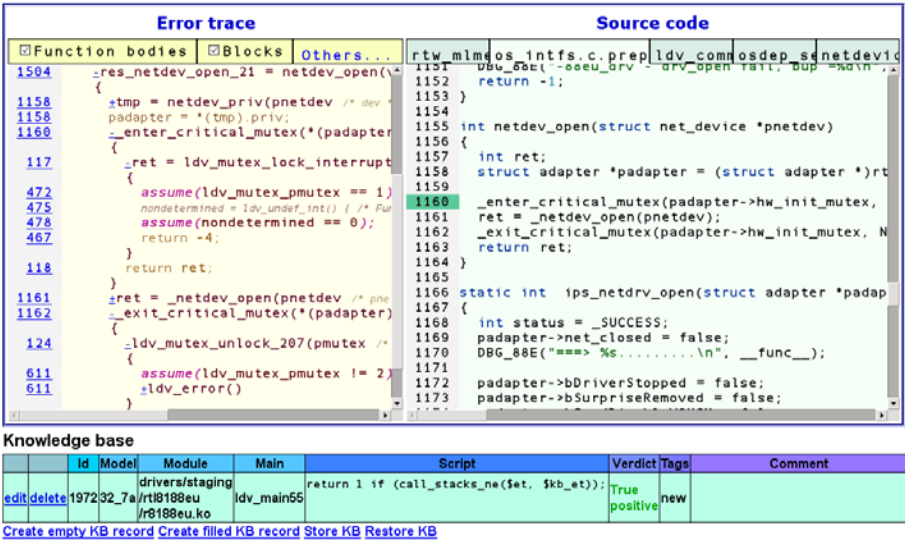 Error trace
Function bodies Blocks Others...
1504 -res_netdev_open_21 = netdev_open(\
{
1158 +tmp = netdev_priv(pnetdev /* dev *
1158 padapter = *(tmp).priv;
1160 -_enter_critical_mutex(*(padapter
{
117 -ret = ldv_mutex_lock_interrupt
{
472 assume(ldv_mutex_pmutex == 1)
475 nondetermined = ldv_undef_int() { /* Fun
478 assume(nondetermined == 0);
467 return -4;
}
118 return ret;
}
1161 +ret = _netdev_open(pnetdev /* pne
1162 -_exit_critical_mutex(*(padapter)
{
124 -ldv_mutex_unlock_207(pmutex /*
{
611 assume(ldv_mutex_pmutex != 2)
611 +ldv_error()
}
Source code
rtw_mlme os_intfs.c.prep ldv_comm osdep_se netdevic
1151 DBG_88E("-88eu_drv - drv_open fail, bup =%d\n",
1152 return -1;
1153 }
1154
1155 int netdev_open(struct net_device *pnetdev)
1156 {
1157 int ret;
1158 struct adapter *padapter = (struct adapter *)rt
1159
1160 _enter_critical_mutex(padapter->hw_init_mutex,
1161 ret = _netdev_open(pnetdev);
1162 _exit_critical_mutex(padapter->hw_init_mutex, N
1163 return ret;
1164 }
1165
1166 static int ips_netdrv_open(struct adapter *padap
1167 {
1168 int status = _SUCCESS;
1169 padapter->net_closed = false;
1170 DBG_88E("===> %s.........\n", __func__);
1171
1172 padapter->bDriverStopped = false;
1173 padapter->bSurpriseRemoved = false;
Knowledge base
Id Model Module Main Script Verdict Tags Comment
edit delete 1972 32_7a drivers/staging/rtl8188eu/r8188eu.ko ldv_main55 return 1 if (call_stacks_ne($et, $kb_et)); True positive new
Create empty KB record Create filled KB record Store KB Restore KB